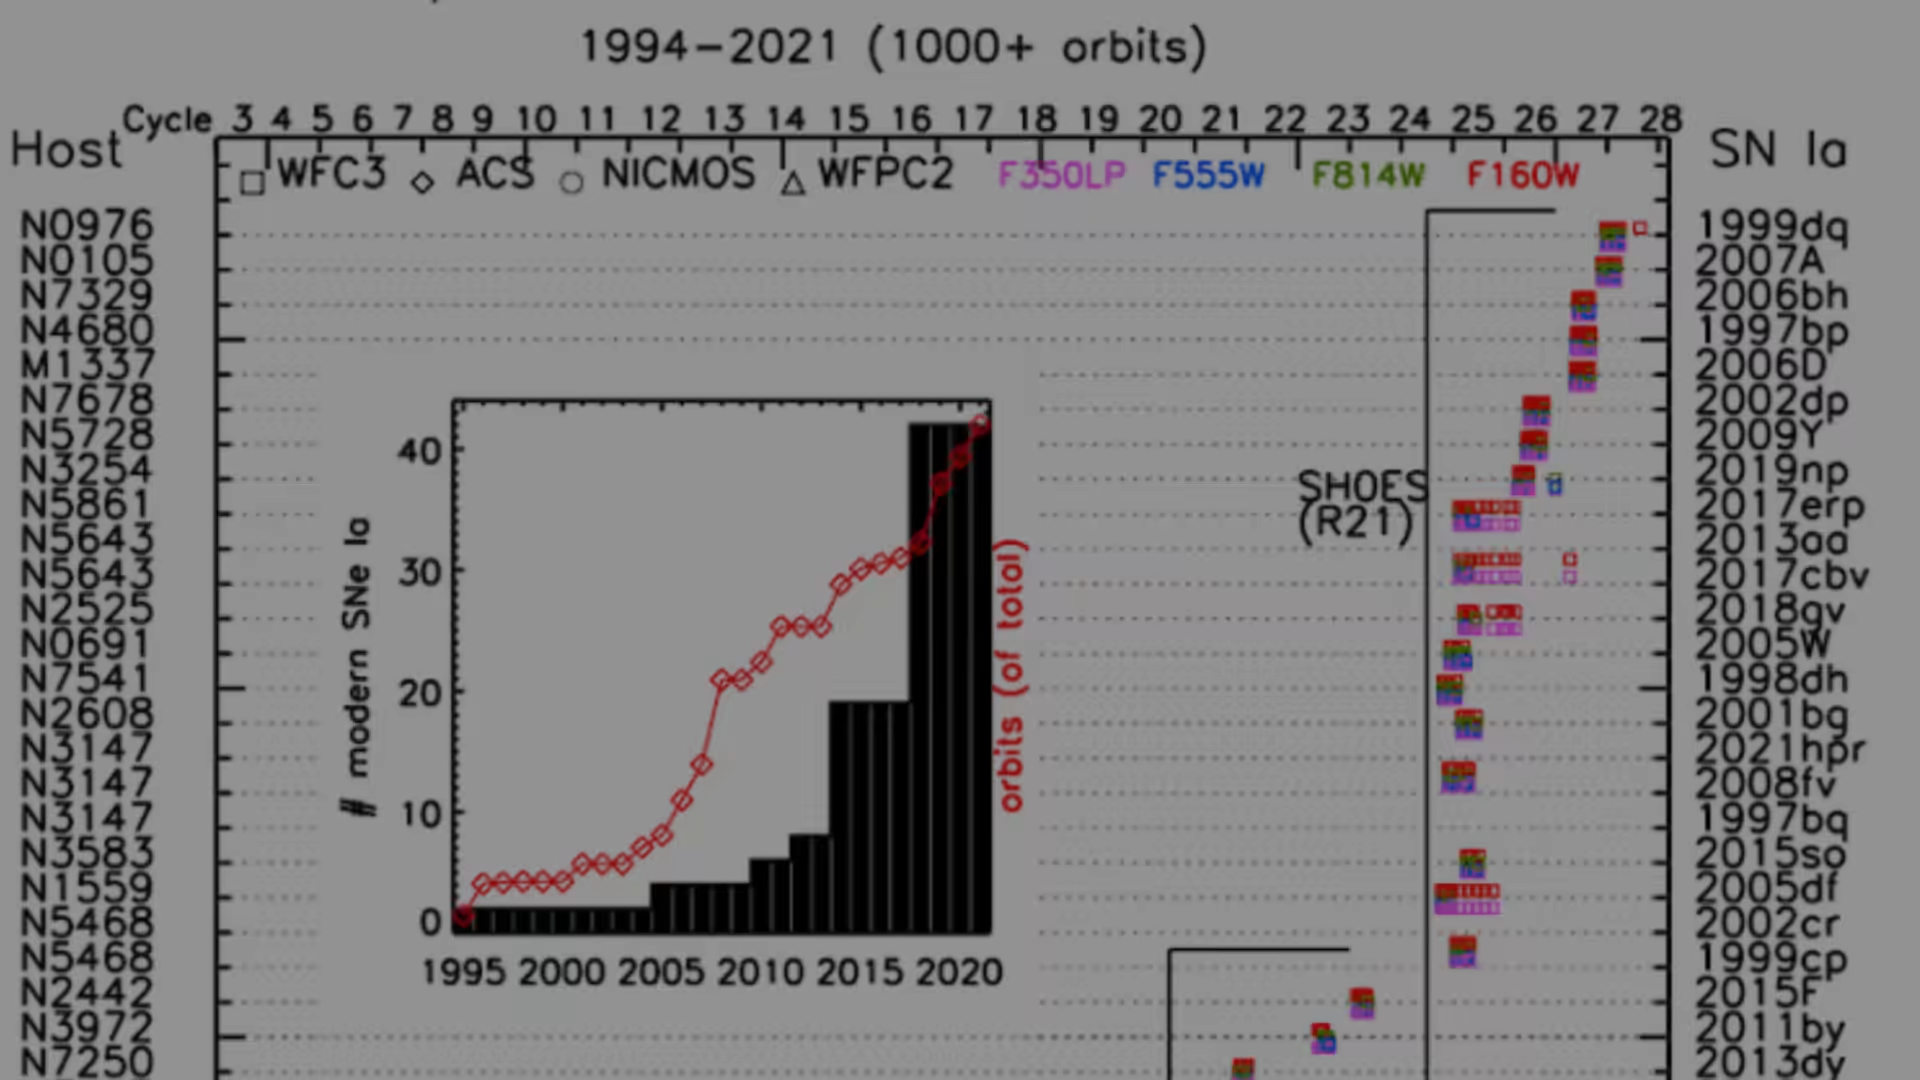 1994-2021 (1000+ orbits)
Cycle 3 4 5 6 7 8 9 10 11 12 13 14 15 16 17 18 19 20 21 22 23 24 25 26 27 28
Host SN Ia
WFC3 ACS NICMOS WFPC2 F350LP F555W F814W F160W
N0976 1999dq
N0105 2007A
N7329 2006bh
N4680 1997bp
M1337 2006D
N7678 2002dp
N5728 2009Y
N3254 2019np
N5861 2017erp
N5643 2013aa
N5643 2017cbv
N2525 2018gv
N0691 2005W
N7541 1998dh
N2608 2001bg
N3147 2021hpr
N3147 2008fv
N3147 1997bq
N3583 2015so
N1559 2005df
N5468 2002cr
N5468 1999cp
N2442 2015F
N3972 2011by
N7250 2013dy
SH0ES
(R21)
# modern SNe Ia
40
30
20
10
0
1995 2000 2005 2010 2015 2020
orbits (of total)